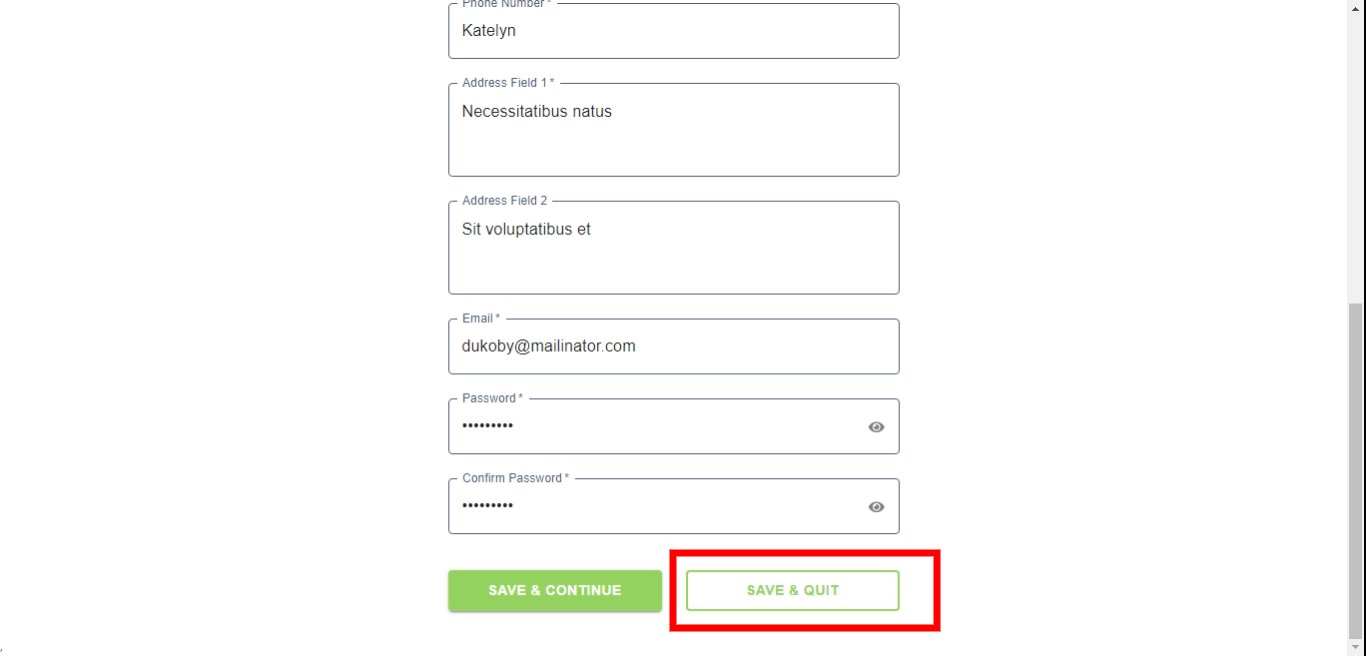 Phone Number *
Katelyn
Address Field 1 *
Necessitatibus natus
Address Field 2
Sit voluptatibus et
Email *
dukoby@mailinator.com
Password *
•••••••••
Confirm Password *
•••••••••
SAVE & CONTINUE
SAVE & QUIT